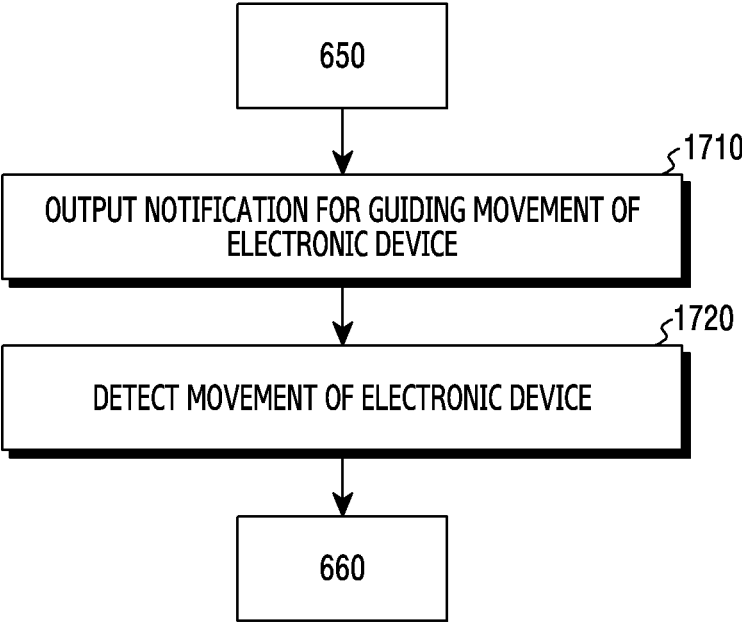 650
1710
OUTPUT NOTIFICATION FOR GUIDING MOVEMENT OF
ELECTRONIC DEVICE
1720
DETECT MOVEMENT OF ELECTRONIC DEVICE
660